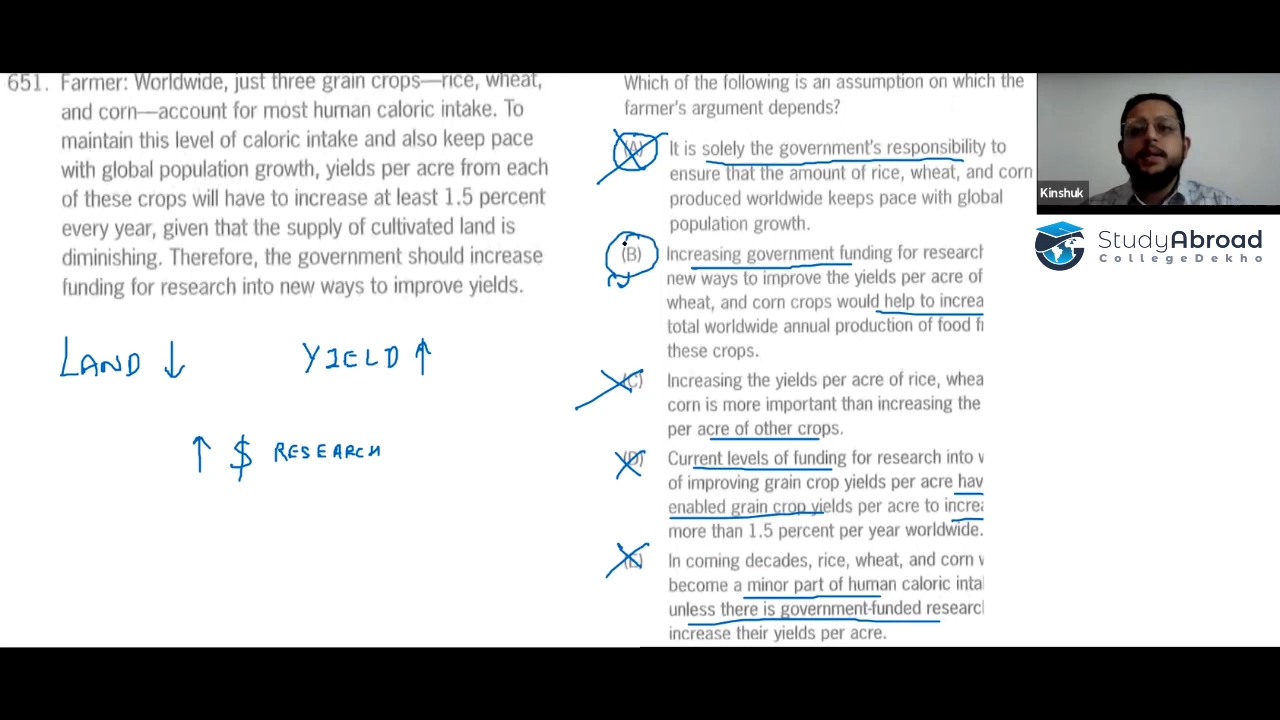 651. Farmer: Worldwide, just three grain crops—rice, wheat,
and corn—account for most human caloric intake. To
maintain this level of caloric intake and also keep pace
with global population growth, yields per acre from each
of these crops will have to increase at least 1.5 percent
every year, given that the supply of cultivated land is
diminishing. Therefore, the government should increase
funding for research into new ways to improve yields.
LAND ↓ YIELD ↑
↑ $ RESEARCH
Which of the following is an assumption on which the
farmer's argument depends?
(A) It is solely the government's responsibility to
ensure that the amount of rice, wheat, and corn
produced worldwide keeps pace with global
population growth.
(B) Increasing government funding for research
new ways to improve the yields per acre of
wheat, and corn crops would help to increa
total worldwide annual production of food f
these crops.
(C) Increasing the yields per acre of rice, whea
corn is more important than increasing the
per acre of other crops.
(D) Current levels of funding for research into
of improving grain crop yields per acre hav
enabled grain crop yields per acre to increa
more than 1.5 percent per year worldwide.
(E) In coming decades, rice, wheat, and corn
become a minor part of human caloric inta
unless there is government-funded research
increase their yields per acre.
Kinshuk
StudyAbroad
CollegeDekho